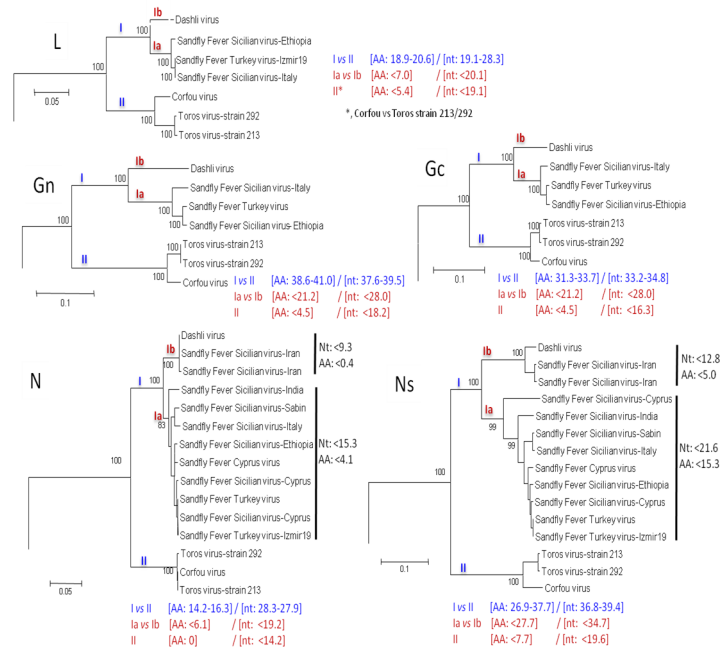 L
I
Ib
Ia
II
100
100
100
100
100
100
Dashli virus
Sandfly Fever Sicilian virus-Ethiopia
Sandfly Fever Turkey virus-Izmir19
Sandfly Fever Sicilian virus-Italy
Corfou virus
Toros virus-strain 292
Toros virus-strain 213
0.05
I vs II [AA: 18.9-20.6] / [nt: 19.1-28.3]
Ia vs Ib [AA: <7.0) / [nt: <20.1)
II* [AA: <5.4) / [nt: <19.1)
*, Corfou vs Toros strain 213/292
Gn
I
Ib
Ia
II
100
100
100
100
100
100
Dashli virus
Sandfly Fever Sicilian virus-Italy
Sandfly Fever Turkey virus
Sandfly Fever Sicilian virus-Ethiopia
Toros virus-strain 213
Toros virus-strain 292
Corfou virus
0.1
I vs II [AA: 38.6-41.0] / [nt: 37.6-39.5]
Ia vs Ib [AA: <21.2) / [nt: <28.0)
II [AA: <4.5) / [nt: <18.2)
Gc
I
Ib
Ia
II
100
100
100
100
100
100
Dashli virus
Sandfly Fever Sicilian virus-Italy
Sandfly Fever Turkey virus
Sandfly Fever Sicilian virus-Ethiopia
Toros virus-strain 213
Toros virus-strain 292
Corfou virus
0.1
I vs II [AA: 31.3-33.7] / [nt: 33.2-34.8]
Ia vs Ib [AA: <21.2) / [nt: <28.0)
II [AA: <4.5) / [nt: <16.3)
N
I
Ib
Ia
II
100
100
100
100
83
100
100
Dashli virus
Sandfly Fever Sicilian virus-Iran
Sandfly Fever Sicilian virus-Iran
Nt: <9.3
AA: <0.4
Sandfly Fever Sicilian virus-India
Sandfly Fever Sicilian virus-Sabin
Sandfly Fever Sicilian virus-Italy
Sandfly Fever Sicilian virus-Ethiopia
Sandfly Fever Cyprus virus
Sandfly Fever Sicilian virus-Cyprus
Sandfly Fever Turkey virus
Sandfly Fever Sicilian virus-Cyprus
Sandfly Fever Turkey virus-Izmir19
Nt: <15.3
AA: <4.1
Toros virus-strain 292
Corfou virus
Toros virus-strain 213
0.05
I vs II [AA: 14.2-16.3] / [nt: 28.3-27.9]
Ia vs Ib [AA: <6.1) / [nt: <19.2)
II [AA: 0] / [nt: <14.2)
Ns
I
Ib
Ia
II
100
100
100
99
99
100
100
Dashli virus
Sandfly Fever Sicilian virus-Iran
Sandfly Fever Sicilian virus-Iran
Nt: <12.8
AA: <5.0
Sandfly Fever Sicilian virus-Cyprus
Sandfly Fever Sicilian virus-India
Sandfly Fever Sicilian virus-Sabin
Sandfly Fever Sicilian virus-Italy
Sandfly Fever Cyprus virus
Sandfly Fever Sicilian virus-Ethiopia
Sandfly Fever Sicilian virus-Cyprus
Sandfly Fever Turkey virus
Sandfly Fever Turkey virus-Izmir19
Nt: <21.6
AA: <15.3
Toros virus-strain 213
Toros virus-strain 292
Corfou virus
0.1
I vs II [AA: 26.9-37.7] / [nt: 36.8-39.4]
Ia vs Ib [AA: <27.7) / [nt: <34.7)
II [AA: <7.7) / [nt: <19.6)